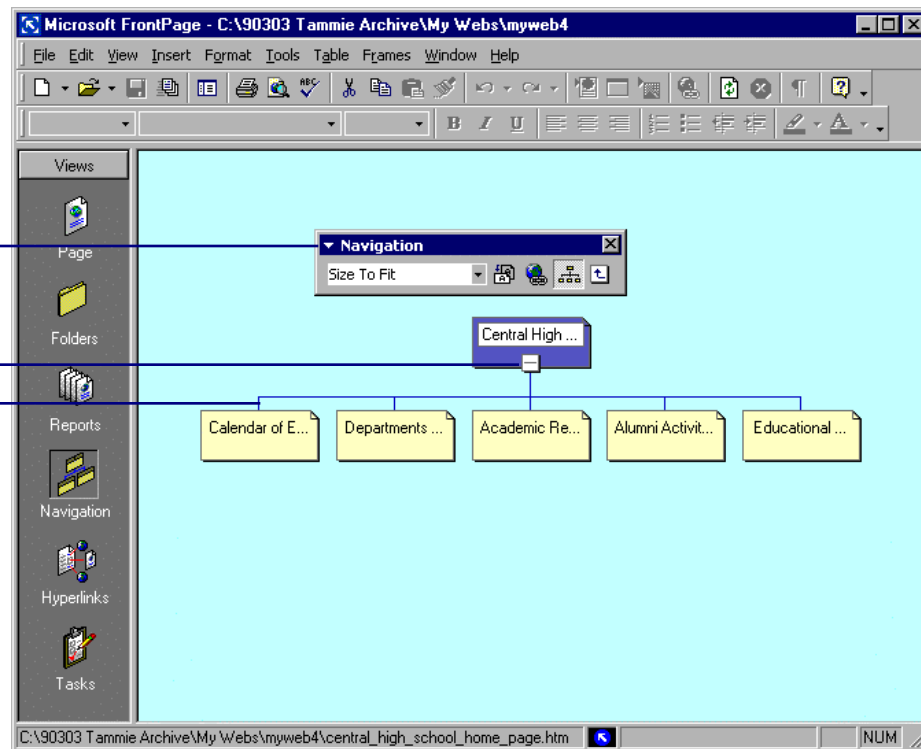 Microsoft FrontPage - C:\90303 Tammie Archive\My Webs\myweb4
File Edit View Insert Format Tools Table Frames Window Help
ABC
B I U A
Views
Page
Folders
Reports
Navigation
Hyperlinks
Tasks
Navigation
Size To Fit
Central High ...
Calendar of E... Departments ... Academic Re... Alumni Activit... Educational ...
C:\90303 Tammie Archive\My Webs\myweb4\central_high_school_home_page.htm NUM